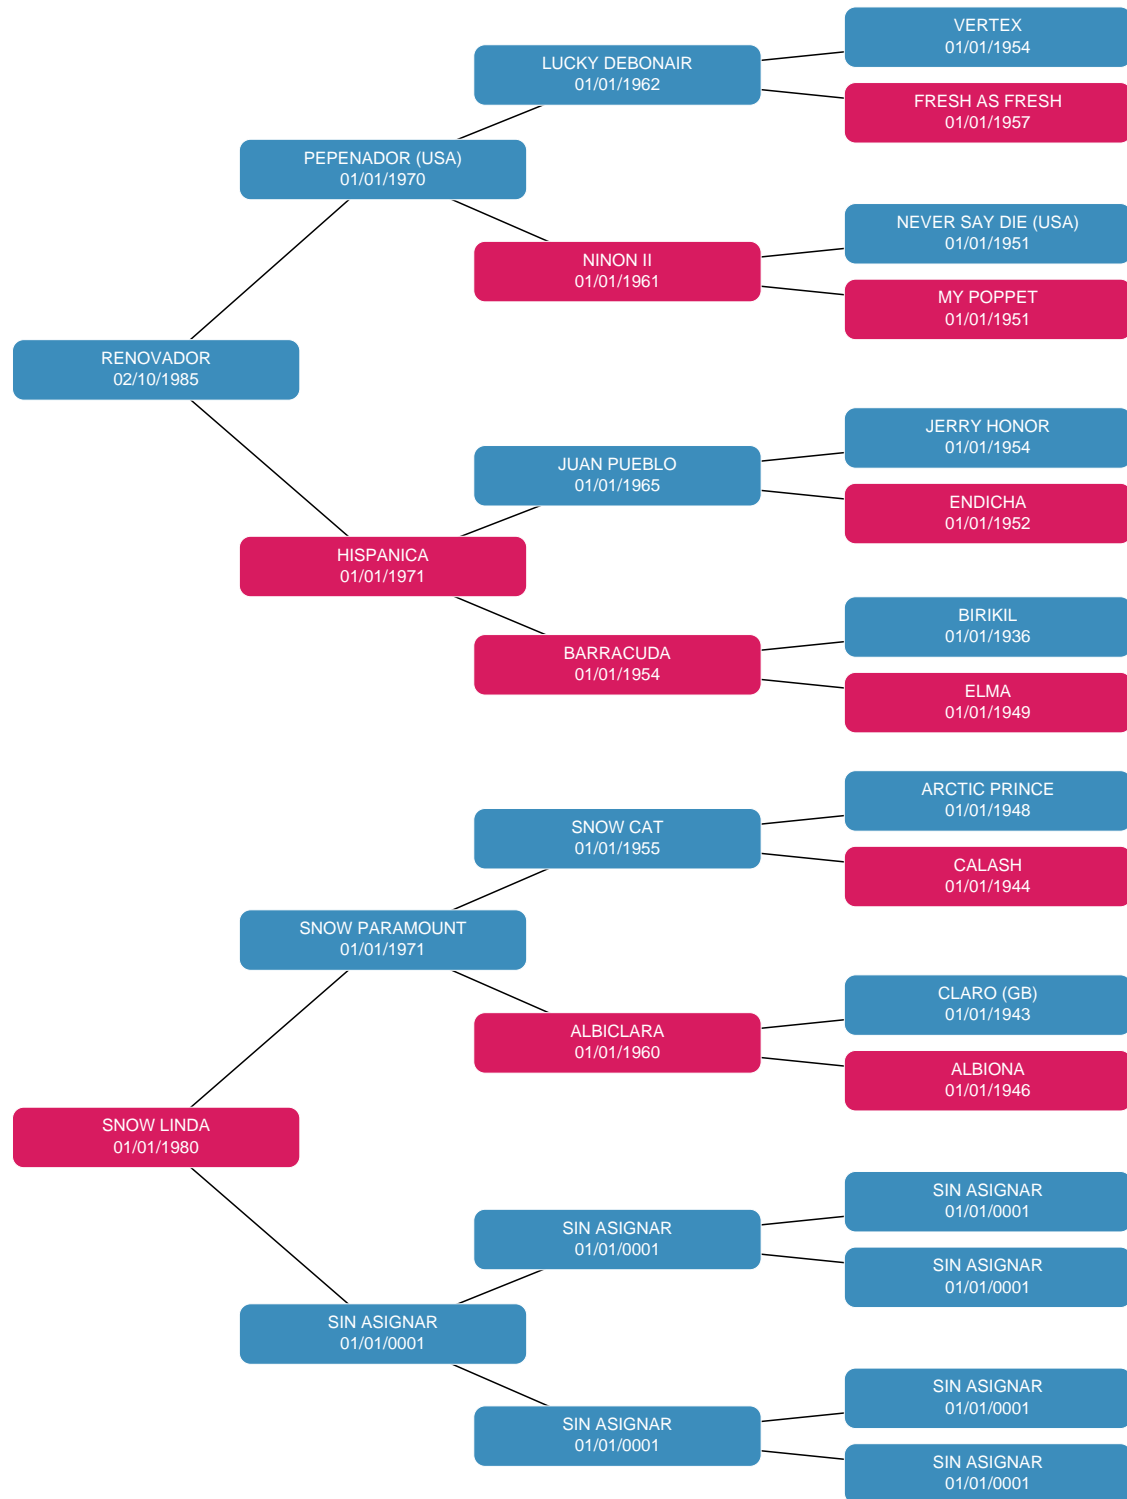 VERTEX
01/01/1954
LUCKY DEBONAIR
01/01/1962
FRESH AS FRESH
01/01/1957
PEPENADOR (USA)
01/01/1970
NEVER SAY DIE (USA)
01/01/1951
NINON II
01/01/1961
MY POPPET
01/01/1951
RENOVADOR
02/10/1985
JERRY HONOR
01/01/1954
JUAN PUEBLO
01/01/1965
ENDICHA
01/01/1952
HISPANICA
01/01/1971
BIRIKIL
01/01/1936
BARRACUDA
01/01/1954
ELMA
01/01/1949
ARCTIC PRINCE
01/01/1948
SNOW CAT
01/01/1955
CALASH
01/01/1944
SNOW PARAMOUNT
01/01/1971
CLARO (GB)
01/01/1943
ALBICLARA
01/01/1960
ALBIONA
01/01/1946
SNOW LINDA
01/01/1980
SIN ASIGNAR
01/01/0001
SIN ASIGNAR
01/01/0001
SIN ASIGNAR
01/01/0001
SIN ASIGNAR
01/01/0001
SIN ASIGNAR
01/01/0001
SIN ASIGNAR
01/01/0001
SIN ASIGNAR
01/01/0001